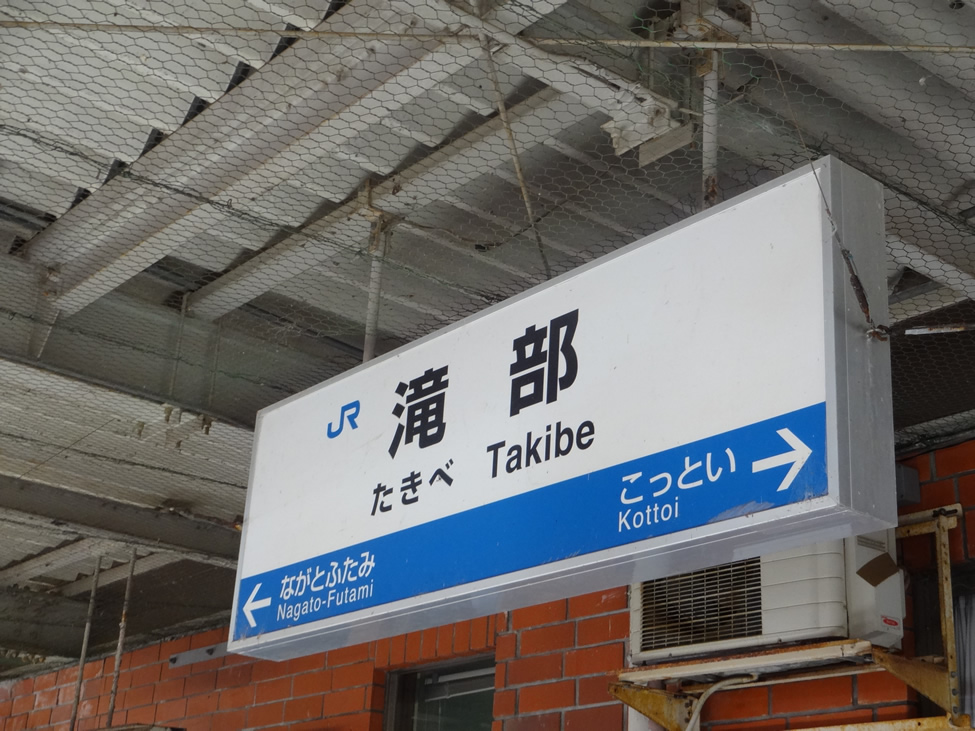 JR 滝部
たきべ Takibe
こっとい
Kottoi
ながとふたみ
Nagato-Futami